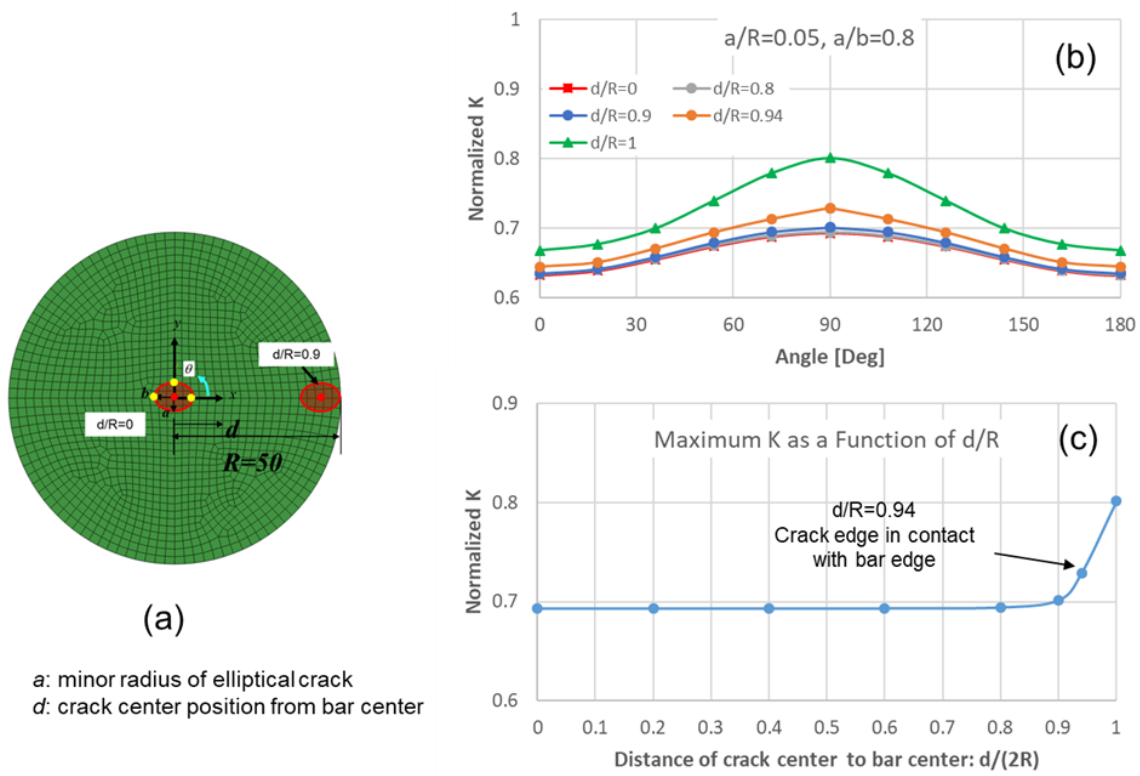 d/R=0.9
y
θ
b
x
a
d/R=0
d
R=50
(a)
a: minor radius of elliptical crack
d: crack center position from bar center
a/R=0.05, a/b=0.8
(b)
d/R=0
d/R=0.8
d/R=0.9
d/R=0.94
d/R=1
Normalized K
1
0.9
0.8
0.7
0.6
0 30 60 90 120 150 180
Angle [Deg]
Maximum K as a Function of d/R
(c)
d/R=0.94
Crack edge in contact
with bar edge
Normalized K
0.9
0.8
0.7
0.6
0 0.1 0.2 0.3 0.4 0.5 0.6 0.7 0.8 0.9 1
Distance of crack center to bar center: d/(2R)